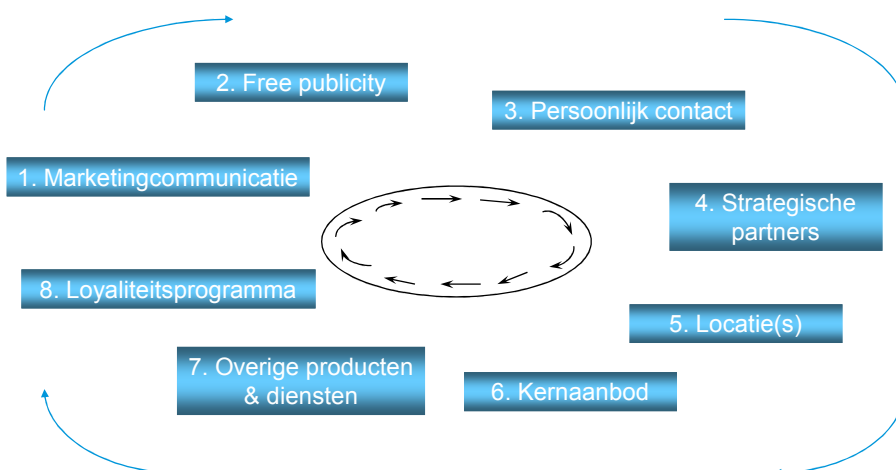 1. Marketingcommunicatie
2. Free publicity
3. Persoonlijk contact
4. Strategische
partners
5. Locatie(s)
6. Kernaanbod
7. Overige producten
& diensten
8. Loyaliteitsprogramma